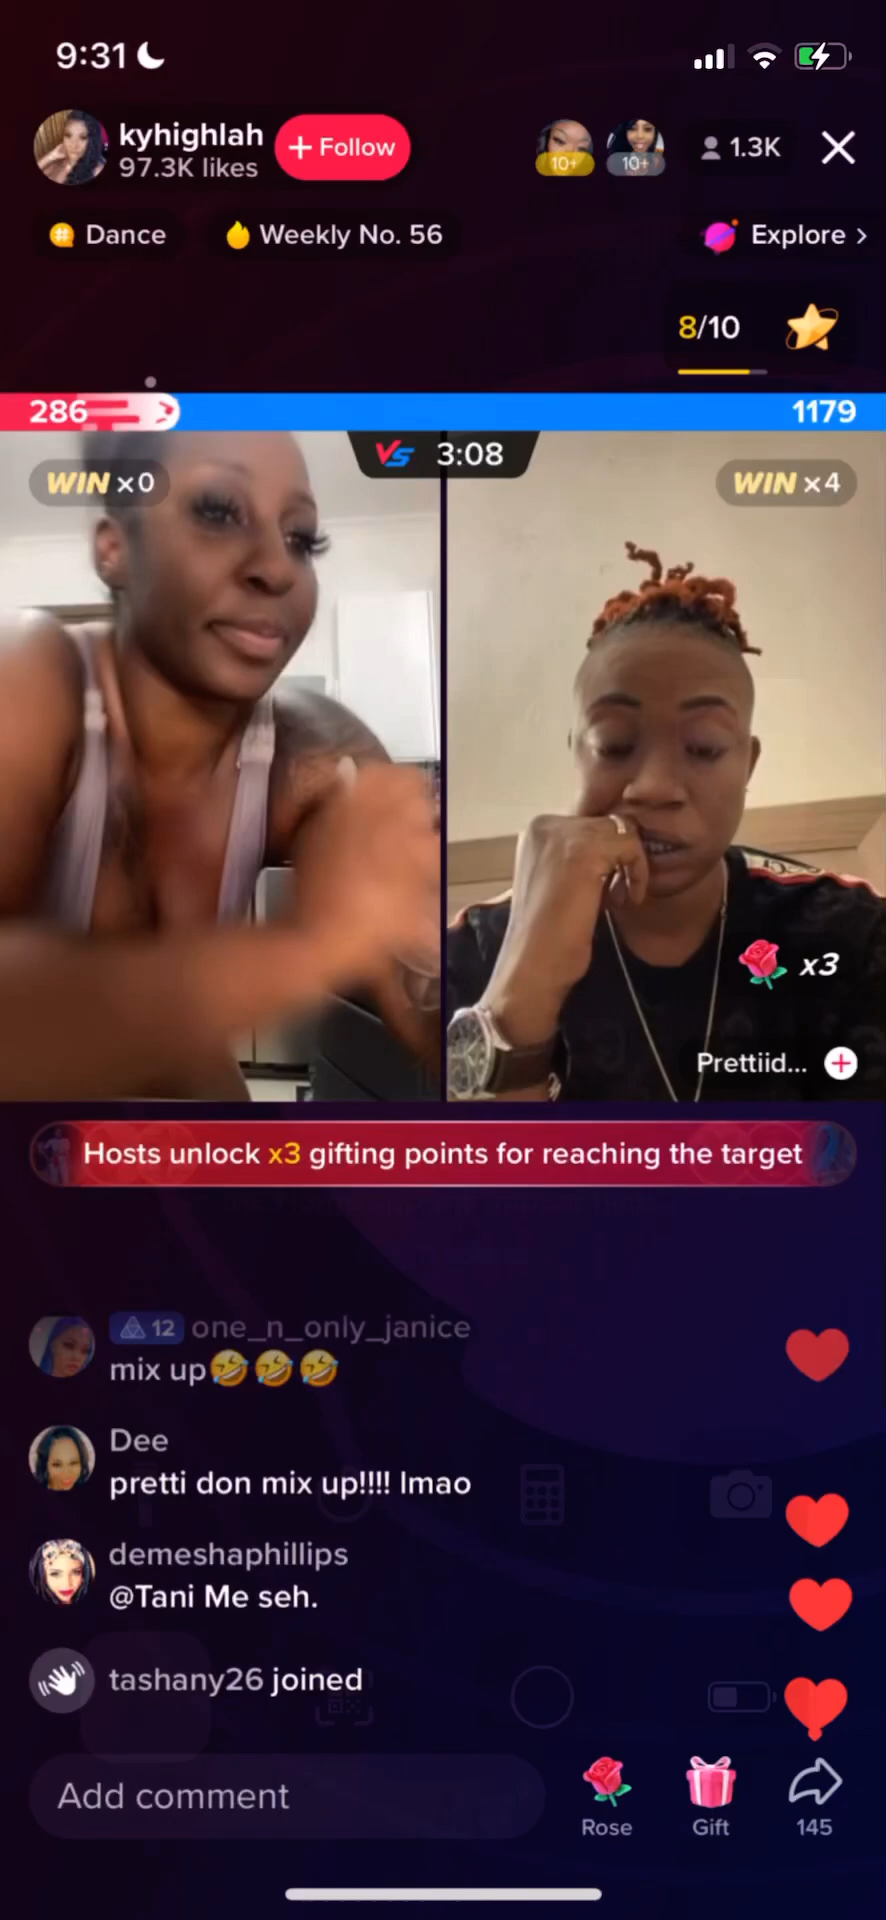 9:31
kyhighlah
97.3K likes
+ Follow
10+
10+
1.3K
Dance
Weekly No. 56
Explore >
8/10
286
1179
VS 3:08
WIN x0
WIN x4
x3
Prettiid...
Hosts unlock x3 gifting points for reaching the target
12 one_n_only_janice
mix up🤣🤣🤣
Dee
pretti don mix up!!!! lmao
demeshaphillips
@Tani Me seh.
tashany26 joined
Add comment
Rose
Gift
145